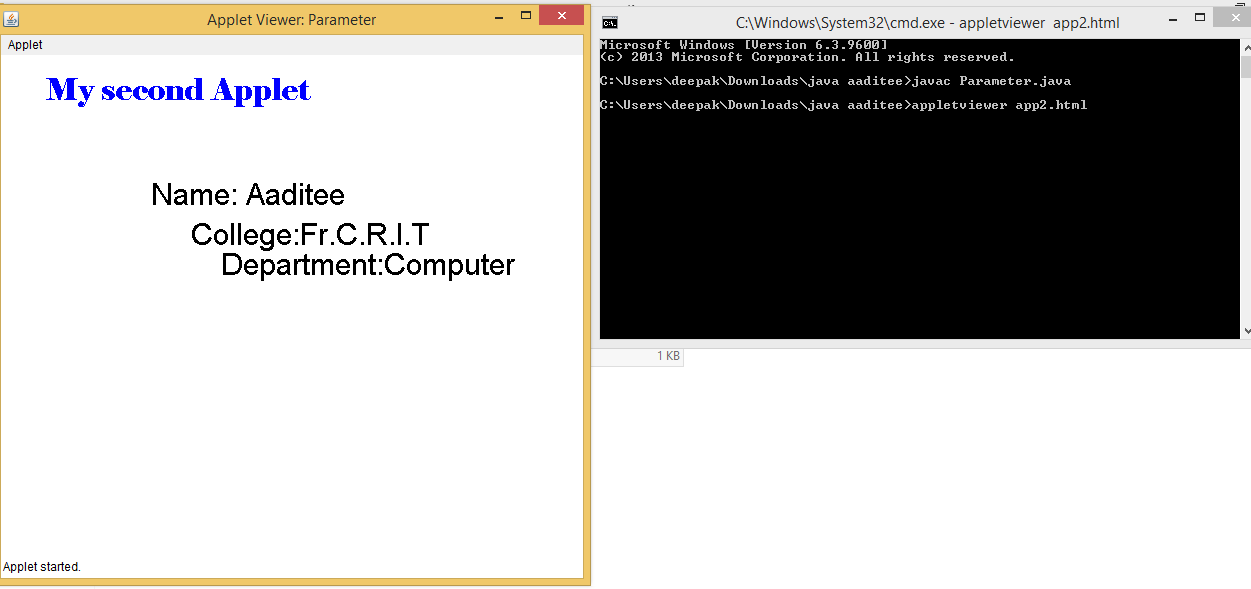 Applet Viewer: Parameter
Applet
My second Applet
Name: Aaditee
College:Fr.C.R.I.T
Department:Computer
Applet started.
C:\Windows\System32\cmd.exe - appletviewer app2.html
Microsoft Windows [Version 6.3.9600]
(c) 2013 Microsoft Corporation. All rights reserved.
C:\Users\deepak\Downloads\java aaditee>javac Parameter.java
C:\Users\deepak\Downloads\java aaditee>appletviewer app2.html
1 KB